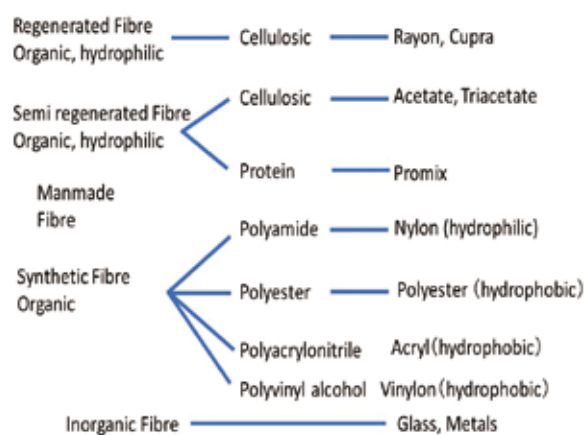 Regenerated Fibre
Organic, hydrophilic
Cellulosic
Rayon, Cupra
Semi regenerated Fibre
Organic, hydrophilic
Cellulosic
Acetate, Triacetate
Protein
Promix
Manmade
Fibre
Synthetic Fibre
Organic
Polyamide
Nylon (hydrophilic)
Polyester
Polyester (hydrophobic)
Polyacrylonitrile
Acryl(hydrophobic)
Polyvinyl alcohol
Vinylon(hydrophobic)
Inorganic Fibre
Glass, Metals